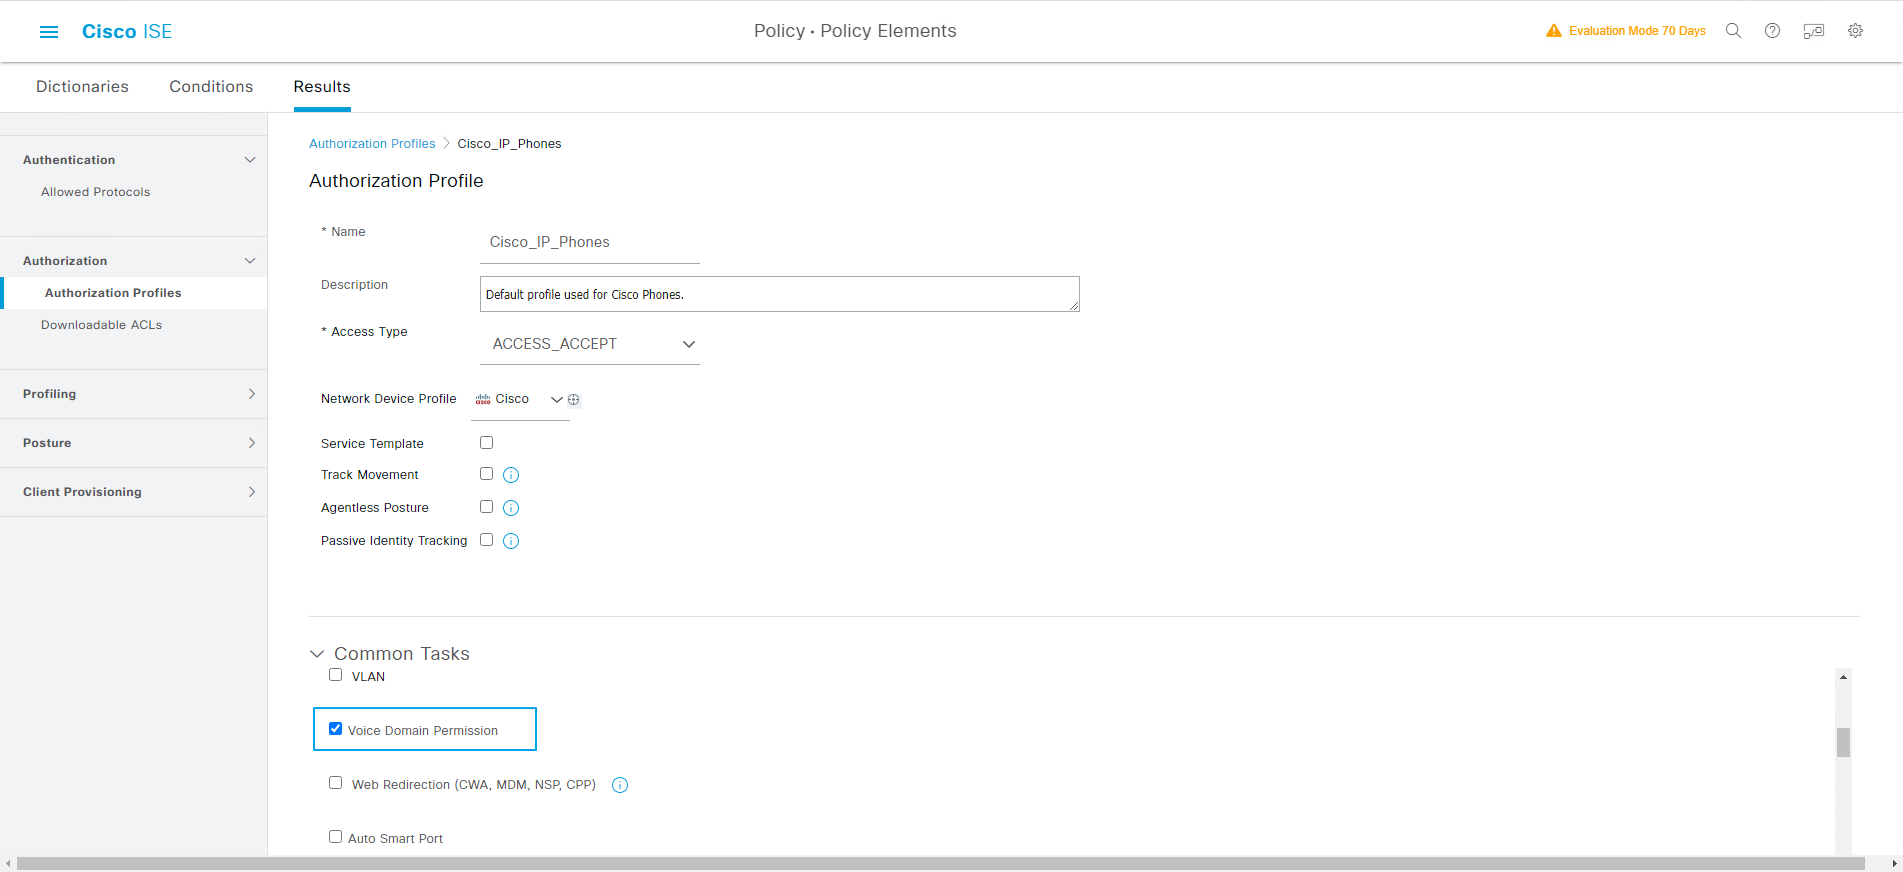 Cisco ISE
Policy · Policy Elements
Evaluation Mode 70 Days
Dictionaries
Conditions
Results
Authentication
Allowed Protocols
Authorization
Authorization Profiles
Downloadable ACLs
Profiling
Posture
Client Provisioning
Authorization Profiles > Cisco_IP_Phones
Authorization Profile
* Name
Cisco_IP_Phones
Description
Default profile used for Cisco Phones.
* Access Type
ACCESS_ACCEPT
Network Device Profile
Cisco
Service Template
Track Movement
Agentless Posture
Passive Identity Tracking
Common Tasks
VLAN
Voice Domain Permission
Web Redirection (CWA, MDM, NSP, CPP)
Auto Smart Port